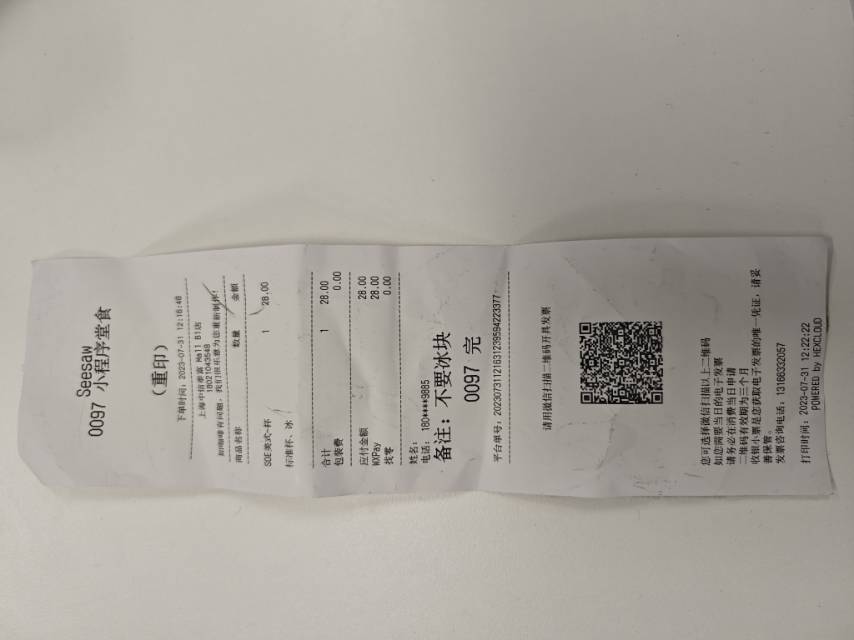 Seesaw
0097 小程序堂食
(重印)
下单时间: 2023-07-31 12:16:48
上海中信泰富 Mall B1店
18021043548
如咖啡有问题, 我们很乐意为您重新制作!
商品名称 数量 金额
SOE美式-杯 1 28.00
标准杯、冰
合计 1 28.00
包装费 0.00
应付金额 28.00
WXPay 28.00
找零 0.00
姓名:
电话: 180****9885
备注: 不要冰块
0097 完
平台单号: 20230731121631239594223377
请用微信扫描二维码开具发票
您可选择微信扫描以上二维码
如您需要当日的电子发票
请务必在消费当日申请
二维码有效期为三个月
收银小票是您获取电子发票的唯一凭证, 请妥
善保管。
发票咨询电话: 13166332057
打印时间: 2023-07-31 12:22:22
POWERED by HEXCLOUD